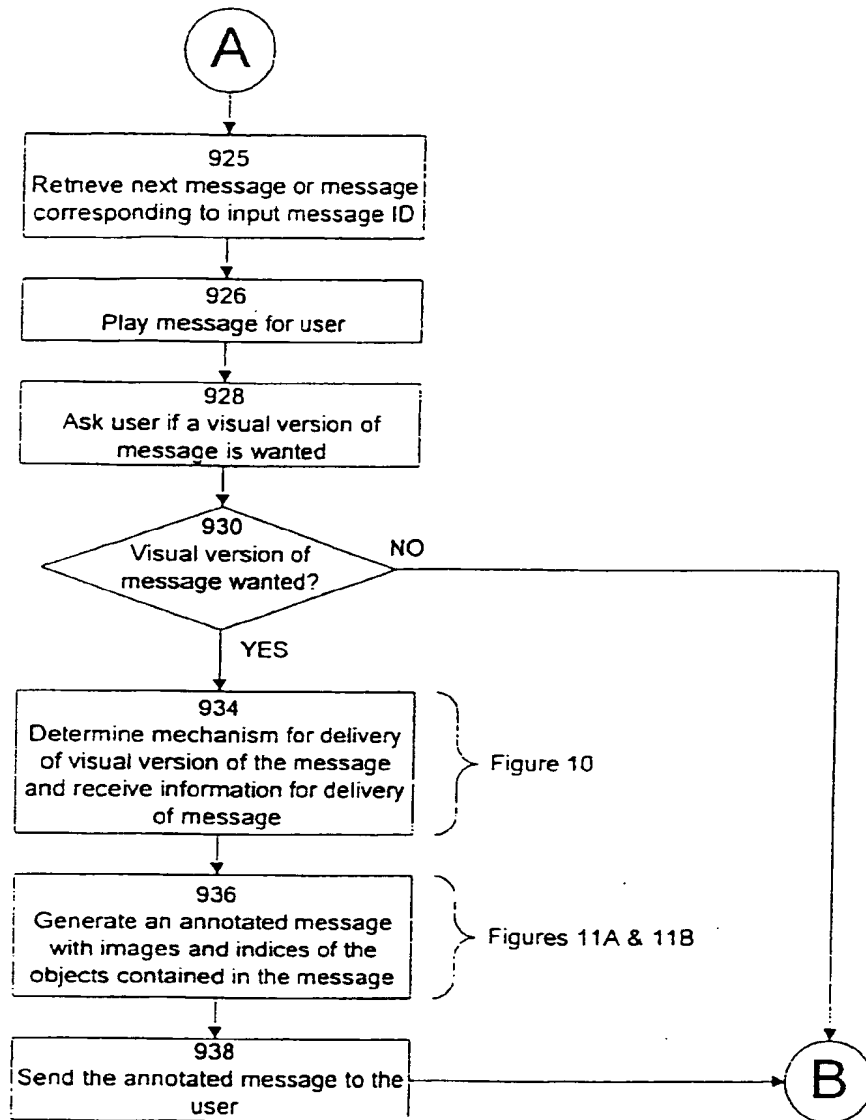 A
925
Retrieve next message or message
corresponding to input message ID
926
Play message for user
928
Ask user if a visual version of
message is wanted
930
Visual version of
message wanted?
NO
YES
934
Determine mechanism for delivery
of visual version of the message
and receive information for delivery
of message
Figure 10
936
Generate an annotated message
with images and indices of the
objects contained in the message
Figures 11A & 11B
938
Send the annotated message to the
user
B